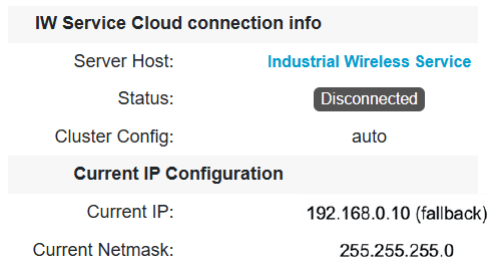 IW Service Cloud connection info
Server Host: Industrial Wireless Service
Status: Disconnected
Cluster Config: auto
Current IP Configuration
Current IP: 192.168.0.10 (fallback)
Current Netmask: 255.255.255.0